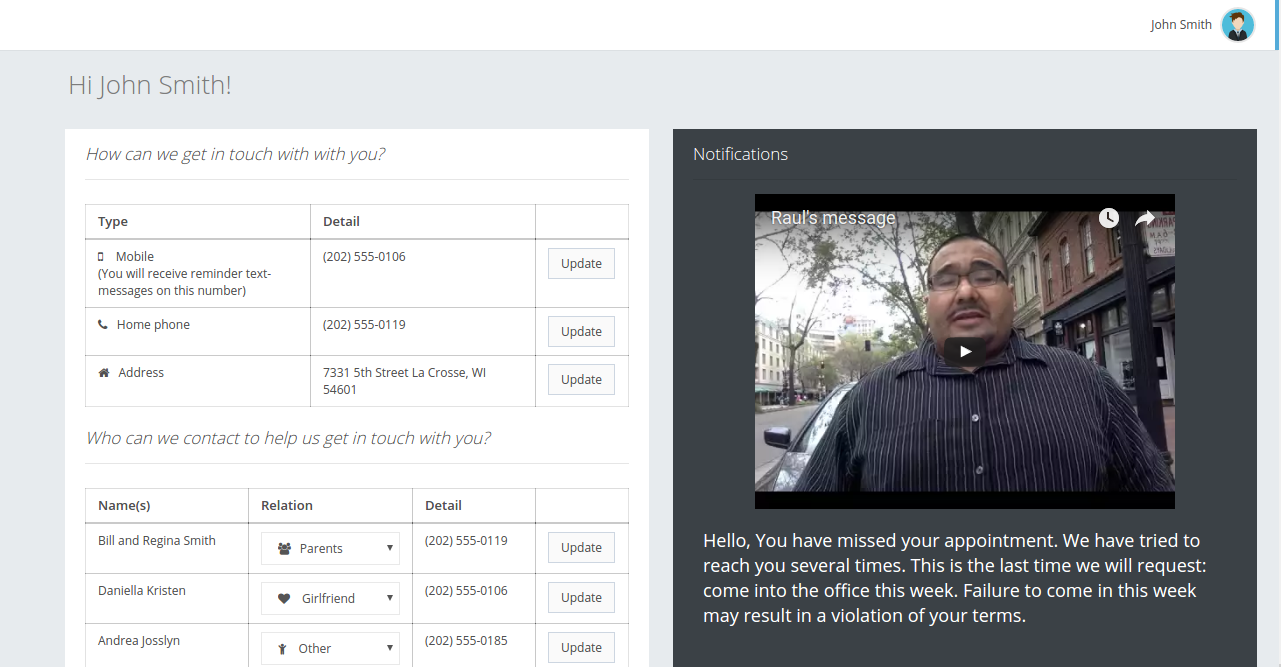 John Smith
Hi John Smith!
How can we get in touch with with you?
Type Detail
Mobile (202) 555-0106 Update
(You will receive reminder text-
messages on this number)
Home phone (202) 555-0119 Update
Address 7331 5th Street La Crosse, WI Update
54601
Who can we contact to help us get in touch with you?
Name(s) Relation Detail
Bill and Regina Smith Parents (202) 555-0119 Update
Daniella Kristen Girlfriend (202) 555-0106 Update
Andrea Josslyn Other (202) 555-0185 Update
Notifications
Raul's message
Hello, You have missed your appointment. We have tried to
reach you several times. This is the last time we will request:
come into the office this week. Failure to come in this week
may result in a violation of your terms.